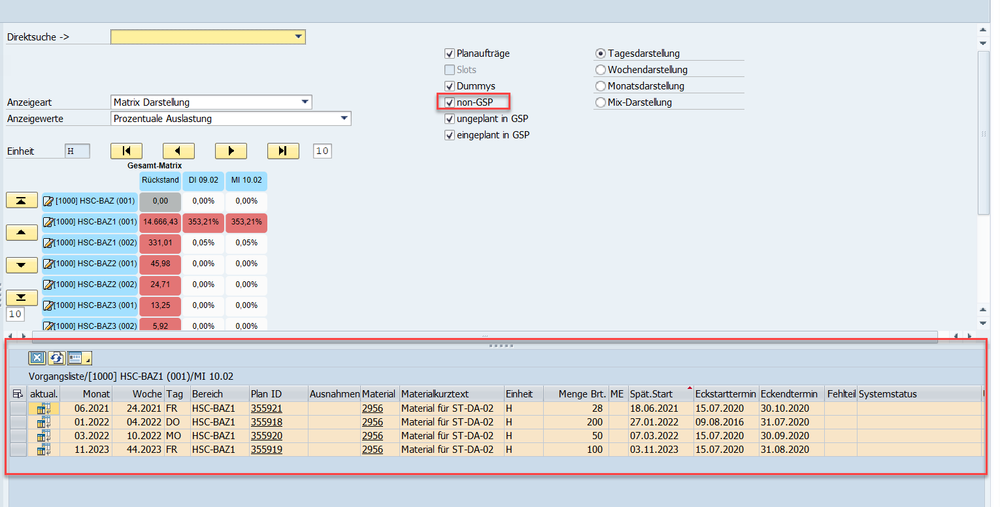 Direktsuche ->
Planaufträge
Tagesdarstellung
Slots
Wochendarstellung
Dummys
Monatsdarstellung
Anzeigeart Matrix Darstellung
non-GSP
Mix-Darstellung
Anzeigewerte Prozentuale Auslastung
ungeplant in GSP
eingeplant in GSP
Einheit H 10
Gesamt-Matrix
Rückstand DI 09.02 MI 10.02
[1000] HSC-BAZ (001) 0,00 0,00% 0,00%
[1000] HSC-BAZ1 (001) 14.666,43 353,21% 353,21%
[1000] HSC-BAZ1 (002) 331,01 0,05% 0,05%
[1000] HSC-BAZ2 (001) 45,98 0,00% 0,00%
[1000] HSC-BAZ2 (002) 24,71 0,00% 0,00%
[1000] HSC-BAZ3 (001) 13,25 0,00% 0,00%
10
[1000] HSC-BAZ3 (002) 5,92 0,00% 0,00%
Vorgangsliste/[1000] HSC-BAZ1 (001)/MI 10.02
aktual. Monat Woche Tag Bereich Plan ID Ausnahmen Material Materialkurztext Einheit Menge Brt. ME Spät.Start Eckstarttermin Eckendtermin Fehlteil Systemstatus
06.2021 24.2021 FR HSC-BAZ1 355921 2956 Material für ST-DA-02 H 28 18.06.2021 15.07.2020 30.10.2020
01.2022 04.2022 DO HSC-BAZ1 355918 2956 Material für ST-DA-02 H 200 27.01.2022 09.08.2016 31.07.2020
03.2022 10.2022 MO HSC-BAZ1 355920 2956 Material für ST-DA-02 H 50 07.03.2022 15.07.2020 30.09.2020
11.2023 44.2023 FR HSC-BAZ1 355919 2956 Material für ST-DA-02 H 100 03.11.2023 15.07.2020 31.08.2020